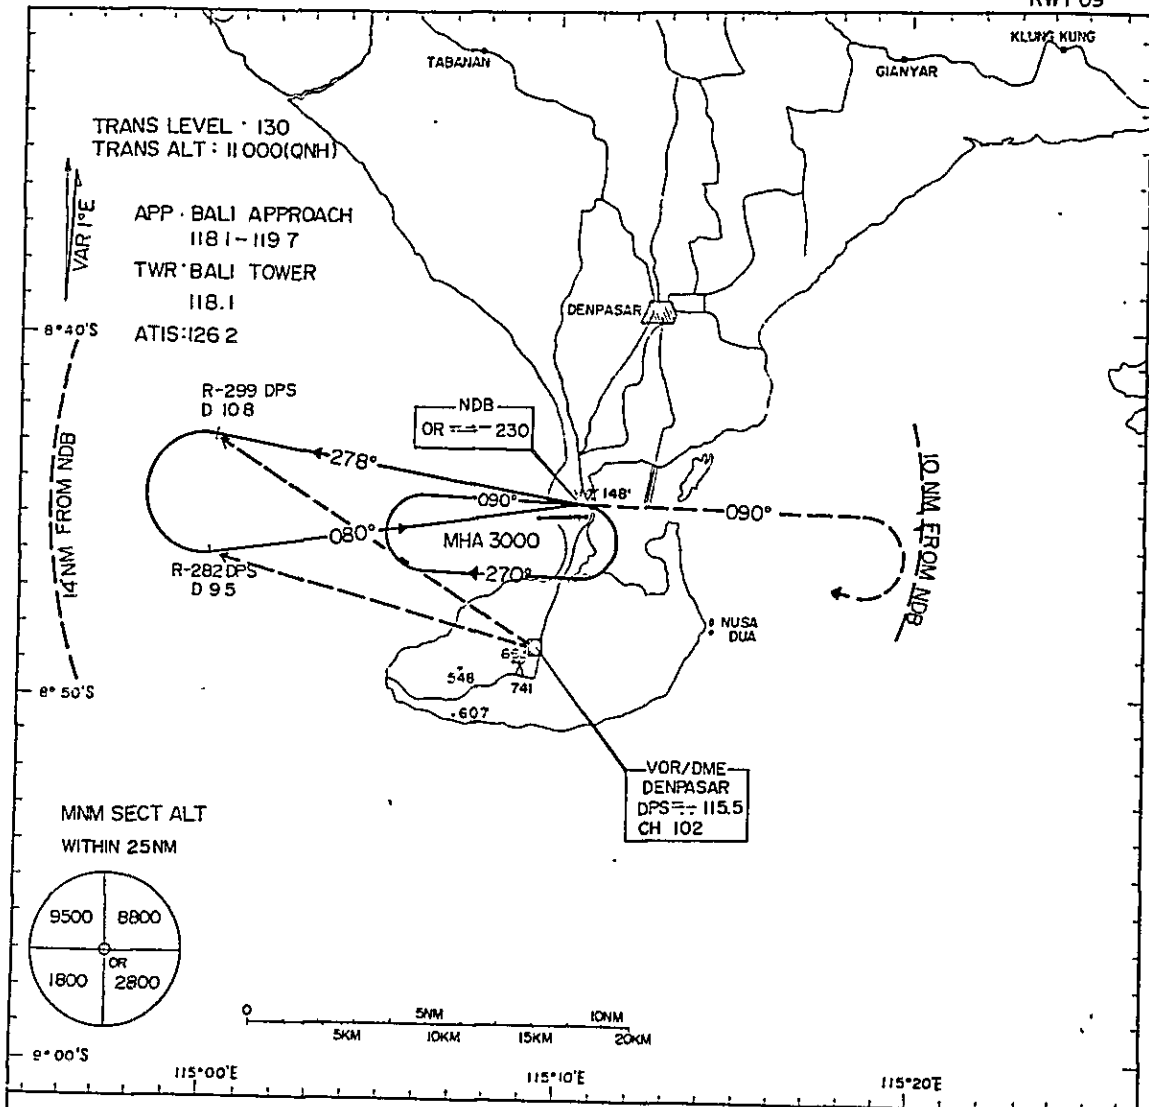 RWY 09
KLUNG KUNG
TABANAN
GIANYAR
TRANS LEVEL : 130
TRANS ALT : 11000(QNH)
VAR 1°E
APP : BALI APPROACH
118.1-119.7
TWR : BALI TOWER
118.1
ATIS:126.2
DENPASAR
8°40'S
R-299 DPS
D 10.8
NDB
OR 230
278°
090°
148'
090°
14 NM FROM NDB
10 NM FROM NDB
080°
MHA 3000
270°
R-282 DPS
D 9.5
NUSA
DUA
548
741
.607
8°50'S
VOR/DME
DENPASAR
DPS 115.5
CH 102
MNM SECT ALT
WITHIN 25NM
9500 8800
OR
1800 2800
0 5NM 10NM
5KM 10KM 15KM 20KM
9°00'S
115°00'E 115°10'E 115°20'E